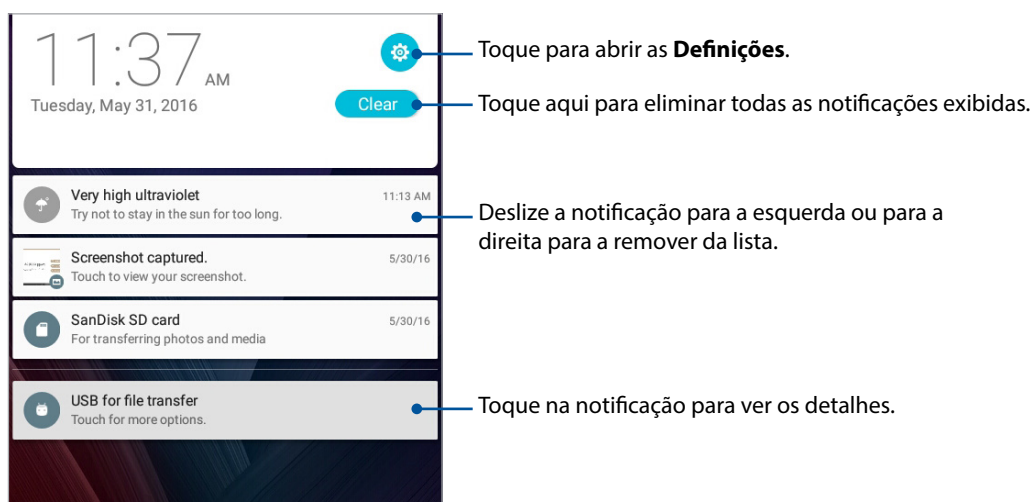 11:37 AM
Tuesday, May 31, 2016
Clear
Toque para abrir as Definições.
Toque aqui para eliminar todas as notificações exibidas.
Very high ultraviolet 11:13 AM
Try not to stay in the sun for too long.
Deslize a notificação para a esquerda ou para a
direita para a remover da lista.
Screenshot captured. 5/30/16
Touch to view your screenshot.
SanDisk SD card 5/30/16
For transferring photos and media
USB for file transfer
Touch for more options.
Toque na notificação para ver os detalhes.